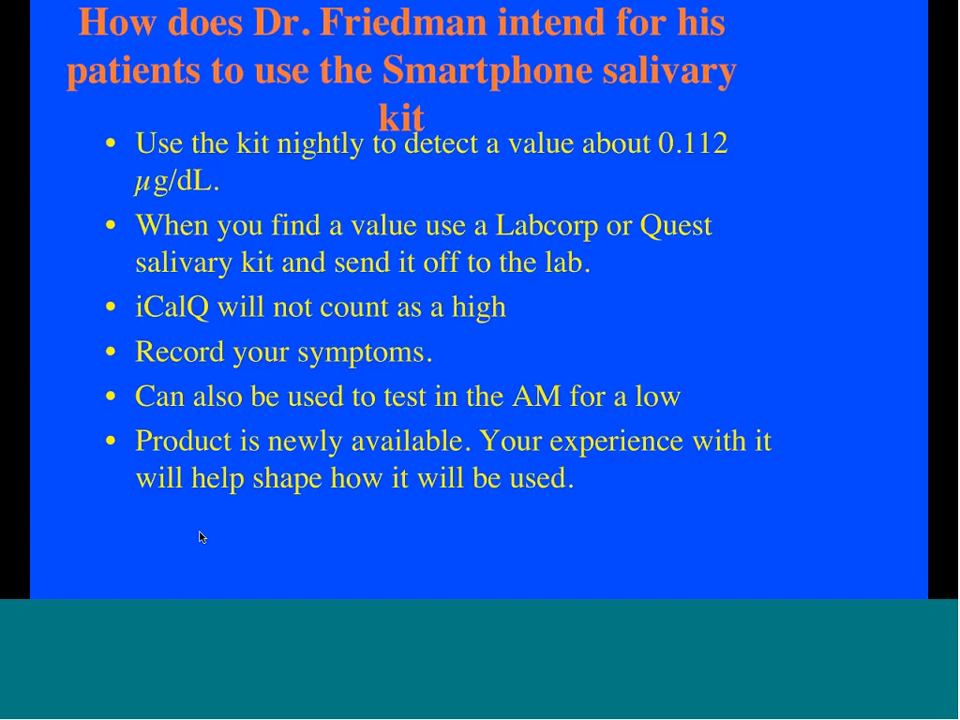 How does Dr. Friedman intend for his
patients to use the Smartphone salivary
kit
• Use the kit nightly to detect a value about 0.112
µg/dL.
• When you find a value use a Labcorp or Quest
salivary kit and send it off to the lab.
• iCalQ will not count as a high
• Record your symptoms.
• Can also be used to test in the AM for a low
• Product is newly available. Your experience with it
will help shape how it will be used.